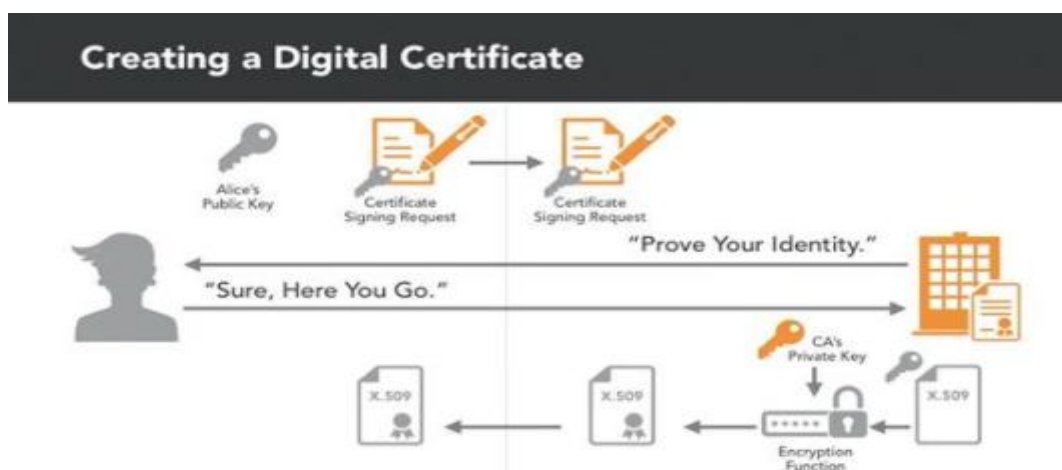 Creating a Digital Certificate
Alice's
Public Key
Certificate
Signing Request
Certificate
Signing Request
"Prove Your Identity."
"Sure, Here You Go."
CA's
Private Key
X.509
X.509
X.509
Encryption
Function